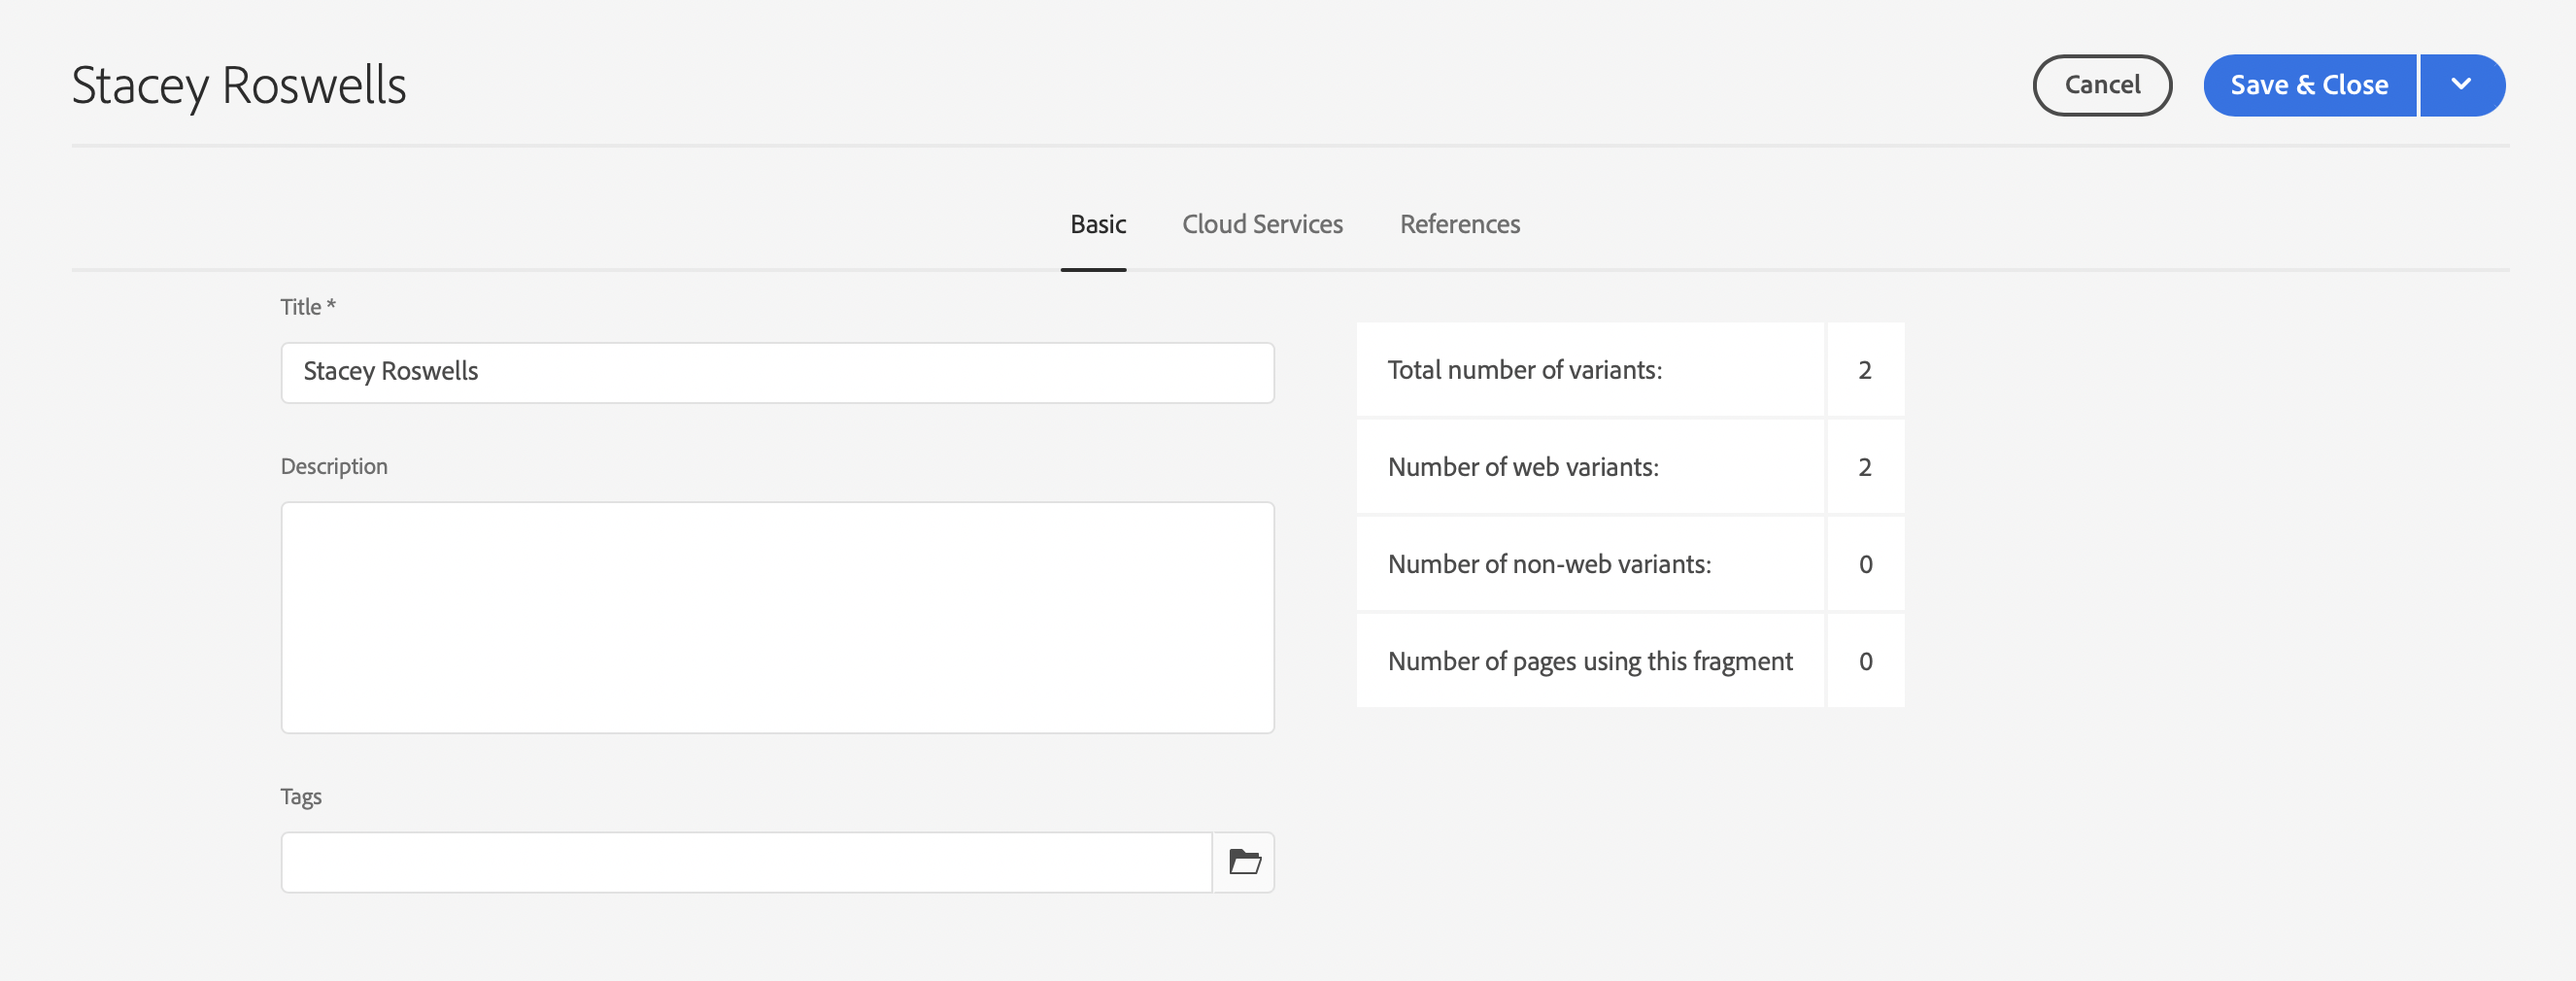 Stacey Roswells
Cancel
Save & Close
Basic
Cloud Services
References
Title *
Stacey Roswells
Description
Tags
Total number of variants: 2
Number of web variants: 2
Number of non-web variants: 0
Number of pages using this fragment 0